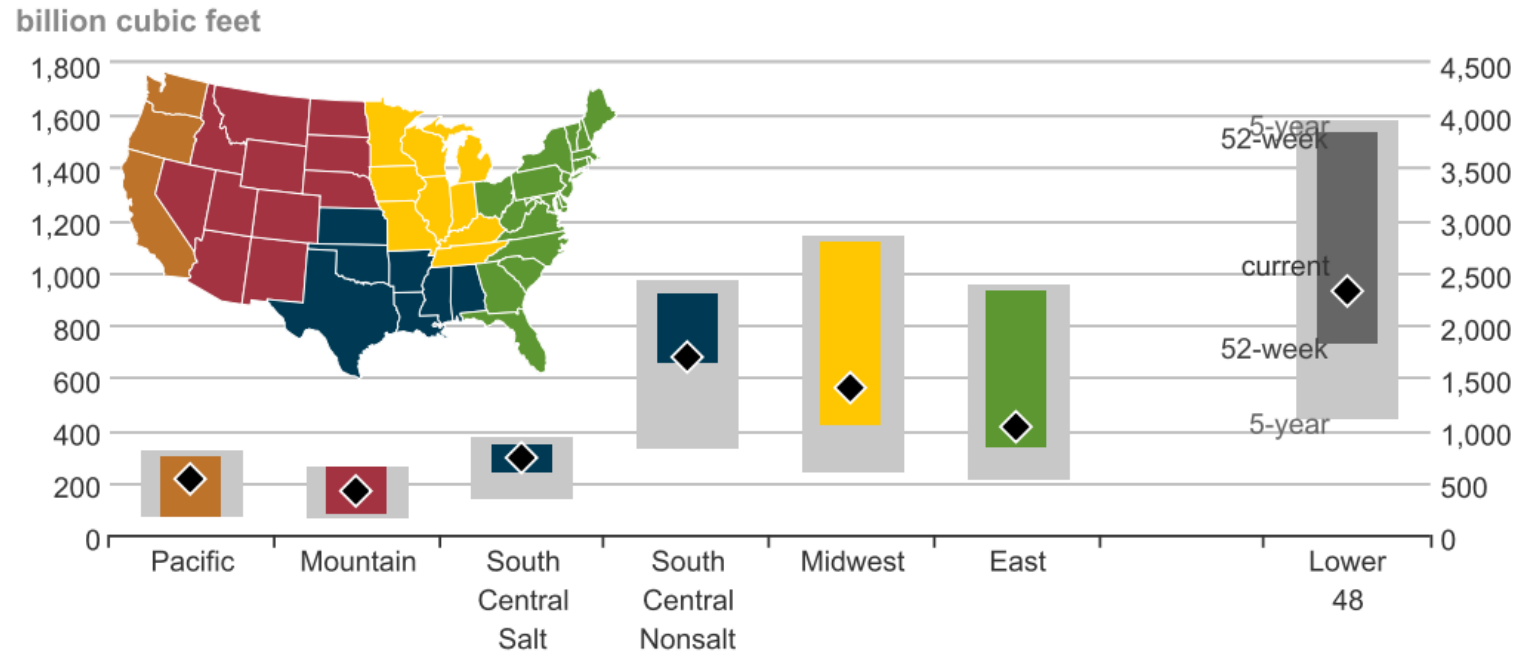 billion cubic feet
1,800
1,600
1,400
1,200
1,000
800
600
400
200
0
4,500
4,000
3,500
3,000
2,500
2,000
1,500
1,000
500
0
5-year
52-week
current
52-week
5-year
Pacific
Mountain
South
Central
Salt
South
Central
Nonsalt
Midwest
East
Lower
48